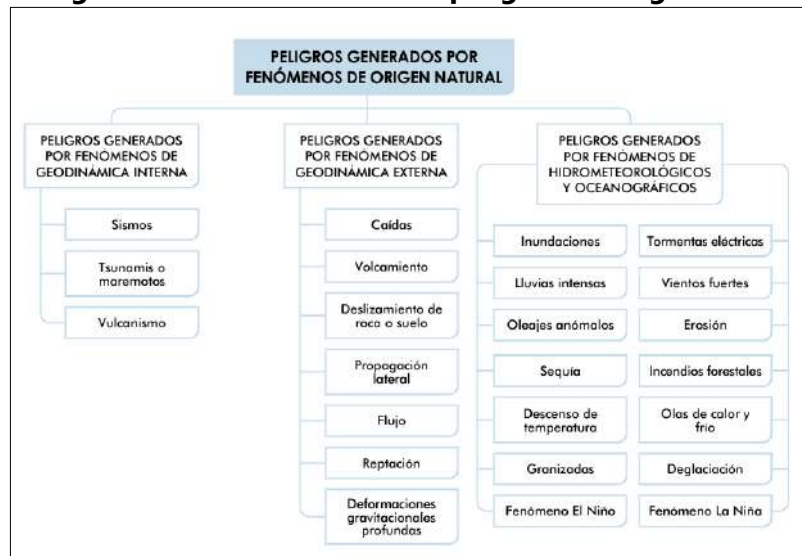 PELIGROS GENERADOS POR
FENÓMENOS DE ORIGEN NATURAL
PELIGROS GENERADOS
POR FENÓMENOS DE
GEODINÁMICA INTERNA
Sismos
Tsunamis o
maremotos
Vulcanismo
PELIGROS GENERADOS
POR FENÓMENOS DE
GEODINÁMICA EXTERNA
Caídas
Volcamiento
Deslizamiento de
roca o suelo
Propagación
lateral
Flujo
Reptación
Deformaciones
gravitacionales
profundas
PELIGROS GENERADOS
POR FENÓMENOS DE
HIDROMETEOROLÓGICOS
Y OCEANOGRÁFICOS
Inundaciones
Tormentas eléctricas
Lluvias intensas
Vientos fuertes
Oleajes anómalos
Erosión
Sequía
Incendios forestales
Descenso de
temperatura
Olas de calor y
frio
Granizadas
Deglaciación
Fenómeno El Niño
Fenómeno La Niña